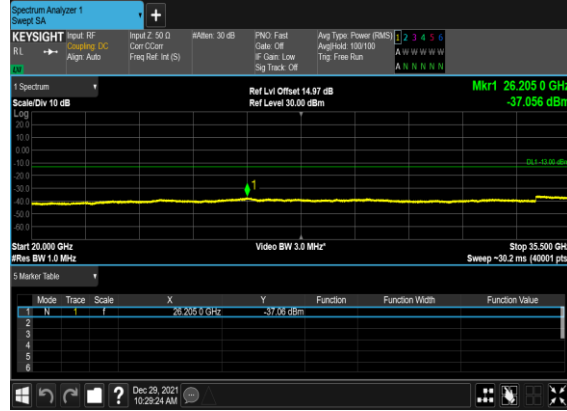 Spectrum Analyzer 1
Swept SA
+
KEYSIGHT Input: RF Input Z: 50 Ω #Atten: 30 dB PNO: Fast Avg Type: Power (RMS) 1 2 3 4 5 6
RL Coupling: DC Corr CCorr Gate: Off Avg|Hold: 100/100 A W W W W W
Align: Auto Freq Ref: Int (S) IF Gain: Low Trig: Free Run
Sig Track: Off A N N N N N
1 Spectrum Ref Lvl Offset 14.97 dB Mkr1 26.205 0 GHz
Scale/Div 10 dB Ref Level 30.00 dBm -37.056 dBm
Log
20.0
10.0
0.00
-10.0
DL1 -13.00 dBm
-20.0
-30.0
1
-40.0
-50.0
-60.0
Start 20.000 GHz Video BW 3.0 MHz* Stop 35.500 GHz
#Res BW 1.0 MHz Sweep ~30.2 ms (40001 pts)
5 Marker Table
Mode Trace Scale X Y Function Function Width Function Value
1 N 1 f 26.205 0 GHz -37.06 dBm
2
3
4
5
6
? Dec 29, 2021
10:29:24 AM